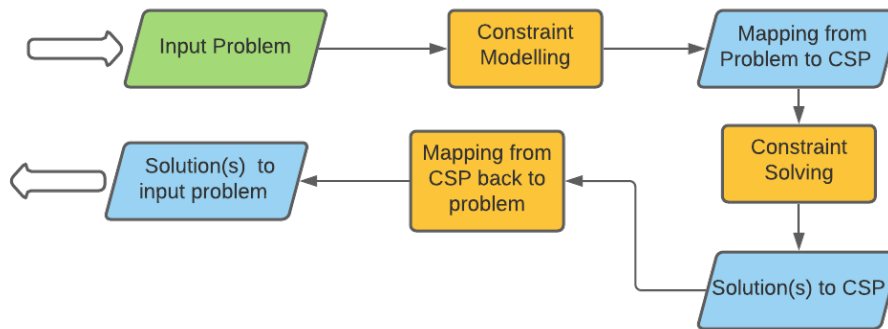 Input Problem
Constraint
Modelling
Mapping from
Problem to CSP
Constraint
Solving
Solution(s) to CSP
Mapping from
CSP back to
problem
Solution(s) to
input problem